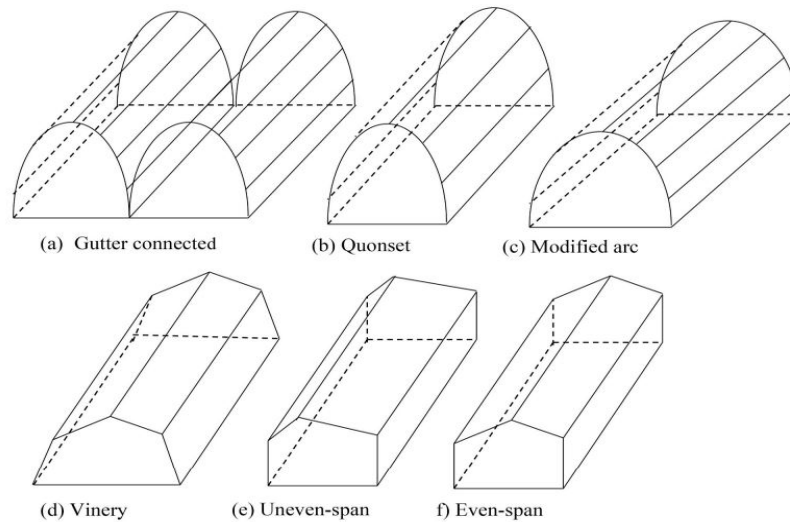 (a) Gutter connected
(b) Quonset
(c) Modified arc
(d) Vinery
(e) Uneven-span
f) Even-span